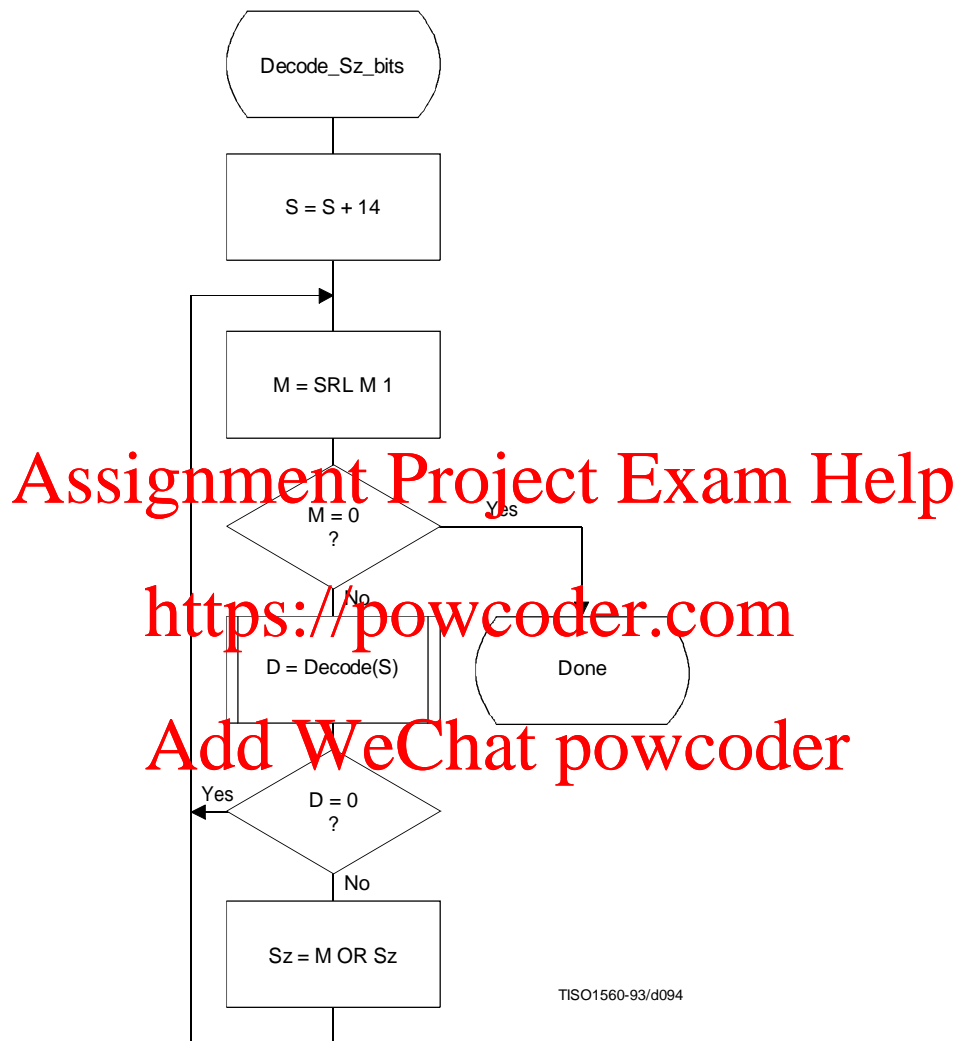 Decode_Sz_bits
S = S + 14
M = SRL M 1
Assignment Project Exam Help
M = 0
?
Yes
No
https://powcoder.com
D = Decode(S)
Done
Add WeChat powcoder
Yes
D = 0
?
No
Sz = M OR Sz
TISO1560-93/d094